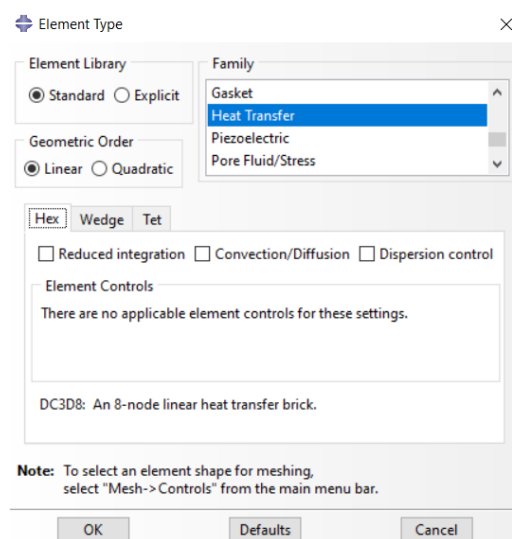 Element Type
Element Library
Family
Standard Explicit
Gasket
Heat Transfer
Piezoelectric
Pore Fluid/Stress
Geometric Order
Linear Quadratic
Hex Wedge Tet
Reduced integration Convection/Diffusion Dispersion control
Element Controls
There are no applicable element controls for these settings.
DC3D8: An 8-node linear heat transfer brick.
Note: To select an element shape for meshing,
select "Mesh->Controls" from the main menu bar.
OK Defaults Cancel